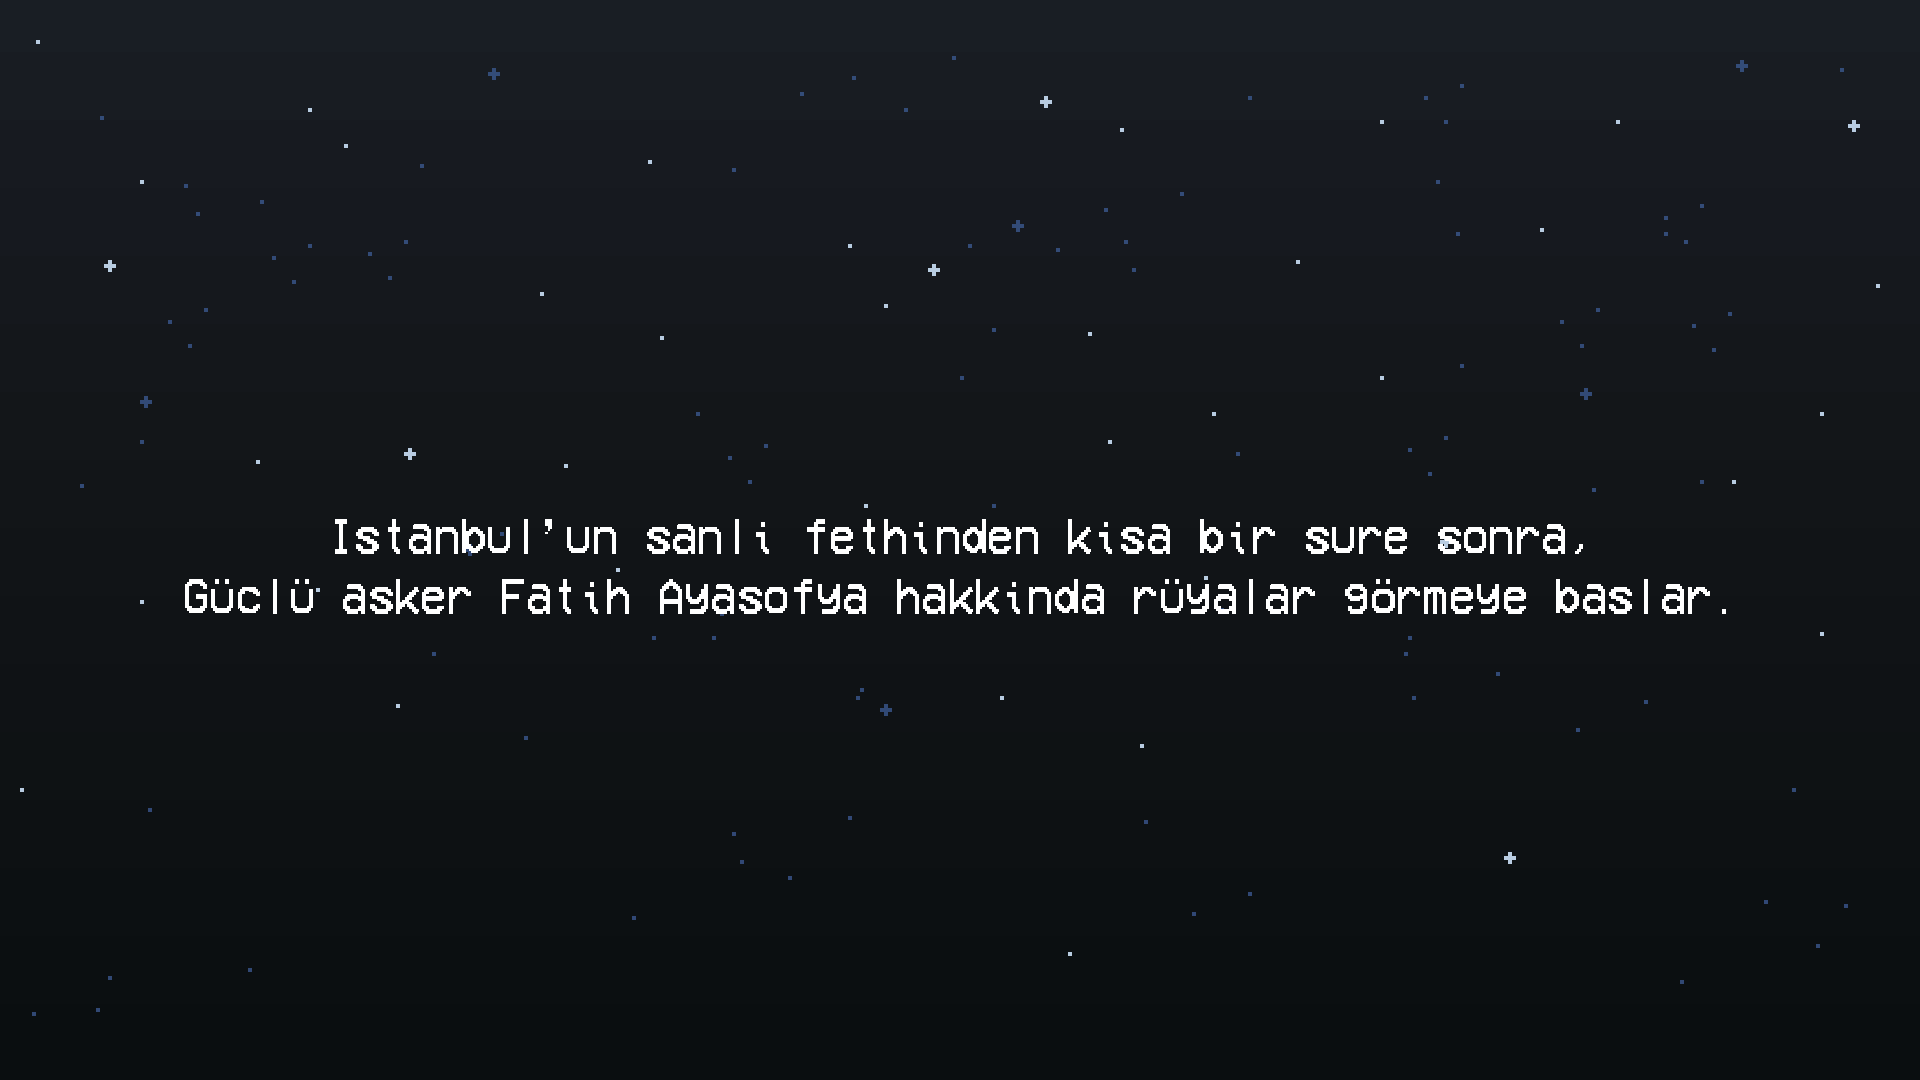 Istanbul'un sanli fethinden kisa bir sure sonra,
Güclü asker Fatih Ayasofya hakkinda rüyalar görmeye baslar.